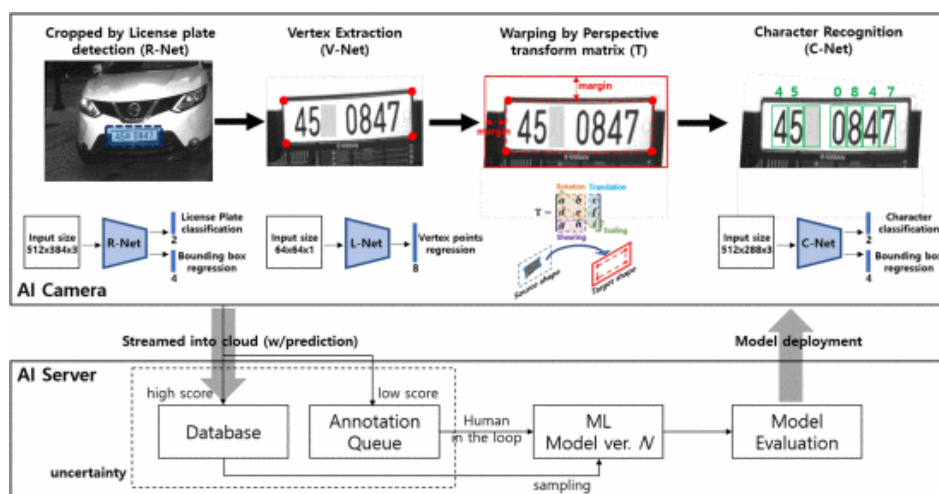 Cropped by License plate
detection (R-Net)
Vertex Extraction
(V-Net)
Warping by Perspective
transform matrix (T)
Character Recognition
(C-Net)
45 0847
45 0847
margin
margin
45 0847
4 5 0 8 4 7
45 0847
Input size
512x384x3
R-Net
License Plate
classification
2
Bounding box
regression
4
Input size
64x64x1
L-Net
Vertex points
regression
8
Rotation
Translation
T =
Shearing
Scaling
Source shape
Target shape
Input size
512x288x3
C-Net
Character
classification
2
Bounding box
regression
4
AI Camera
Streamed into cloud (w/prediction)
Model deployment
AI Server
high score
low score
Database
Annotation
Queue
Human
in the loop
ML
Model ver. N
Model
Evaluation
uncertainty
sampling